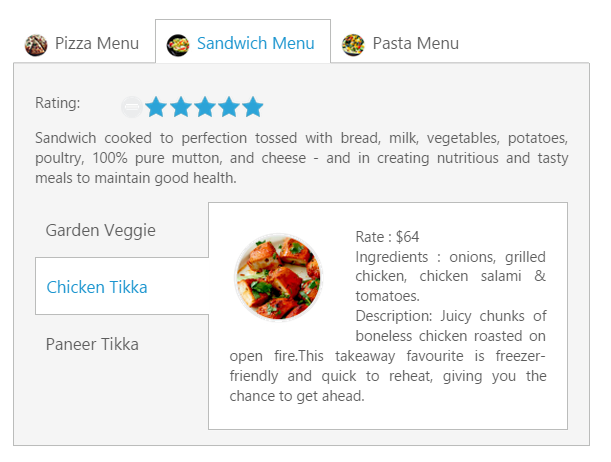 Pizza Menu
Sandwich Menu
Pasta Menu
Rating:
Sandwich cooked to perfection tossed with bread, milk, vegetables, potatoes,
poultry, 100% pure mutton, and cheese - and in creating nutritious and tasty
meals to maintain good health.
Garden Veggie
Chicken Tikka
Paneer Tikka
Rate : $64
Ingredients : onions, grilled
chicken, chicken salami &
tomatoes.
Description: Juicy chunks of
boneless chicken roasted on
open fire.This takeaway favourite is freezer-
friendly and quick to reheat, giving you the
chance to get ahead.